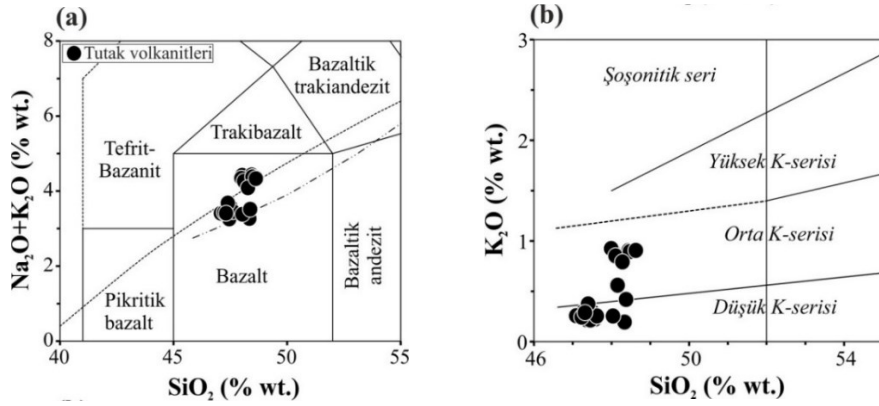 (a)
8
6
4
2
0
Na₂O+K₂O (% wt.)
Tutak volkanitleri
Bazaltik
trakiandezit
Trakibazalt
Tefrit-
Bazanit
Pikritik
bazalt
Bazalt
Bazaltik
andezit
40
45
50
55
SiO₂ (% wt.)
(b)
3
2
1
0
K₂O (% wt.)
Şoşonitik seri
Yüksek K-serisi
Orta K-serisi
Düşük K-serisi
46
50
54
SiO₂ (% wt.)